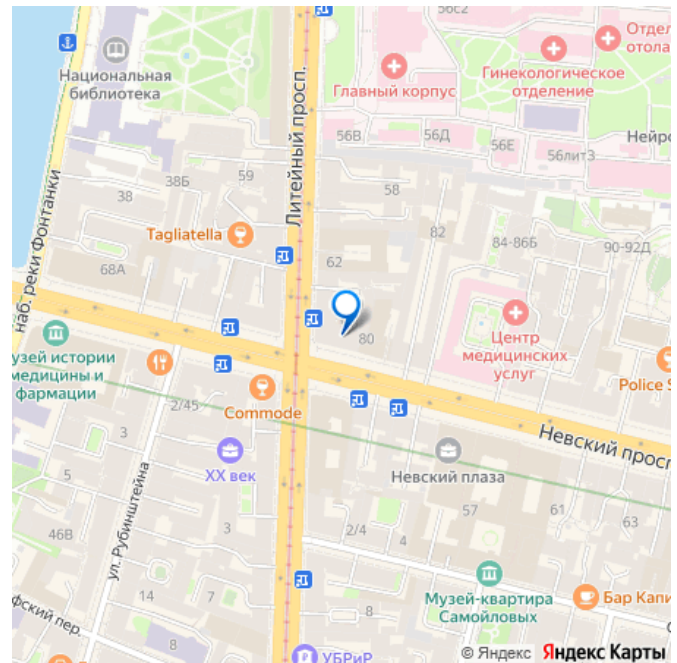 56с2
Отдел
отола
Национальная
библиотека
Главный корпус
Гинекологическое
отделение
Литейный просп.
56В
56Д
56Е
56лит3
Нейро
38
38Б
59
58
наб. реки Фонтанки
Tagliatella
82
84-86Б
90-92Д
68А
62
80
Центр
медицинских
услуг
узей истории
медицины и
фармации
Police S
Commode
2/45
Невский просп
3
5
XX век
Невский плаза
57
61
63
ул. Рубинштейна
46В
3
2/4
4
14
7
8
фский пер.
8
Музей-квартира
Самойловых
Бар Капи
УБРиР
© Яндекс Яндекс Карты